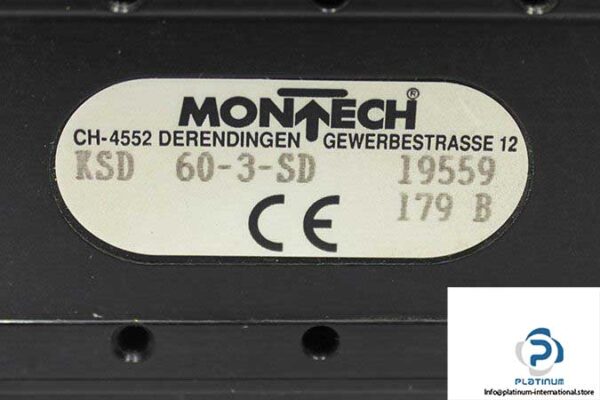 MONTECH®
CH-4552 DERENDINGEN GEWERBESTRASSE 12
KSD 60-3-SD 19559
179 B
CE
PLATINUM
Info@platinum-international.store